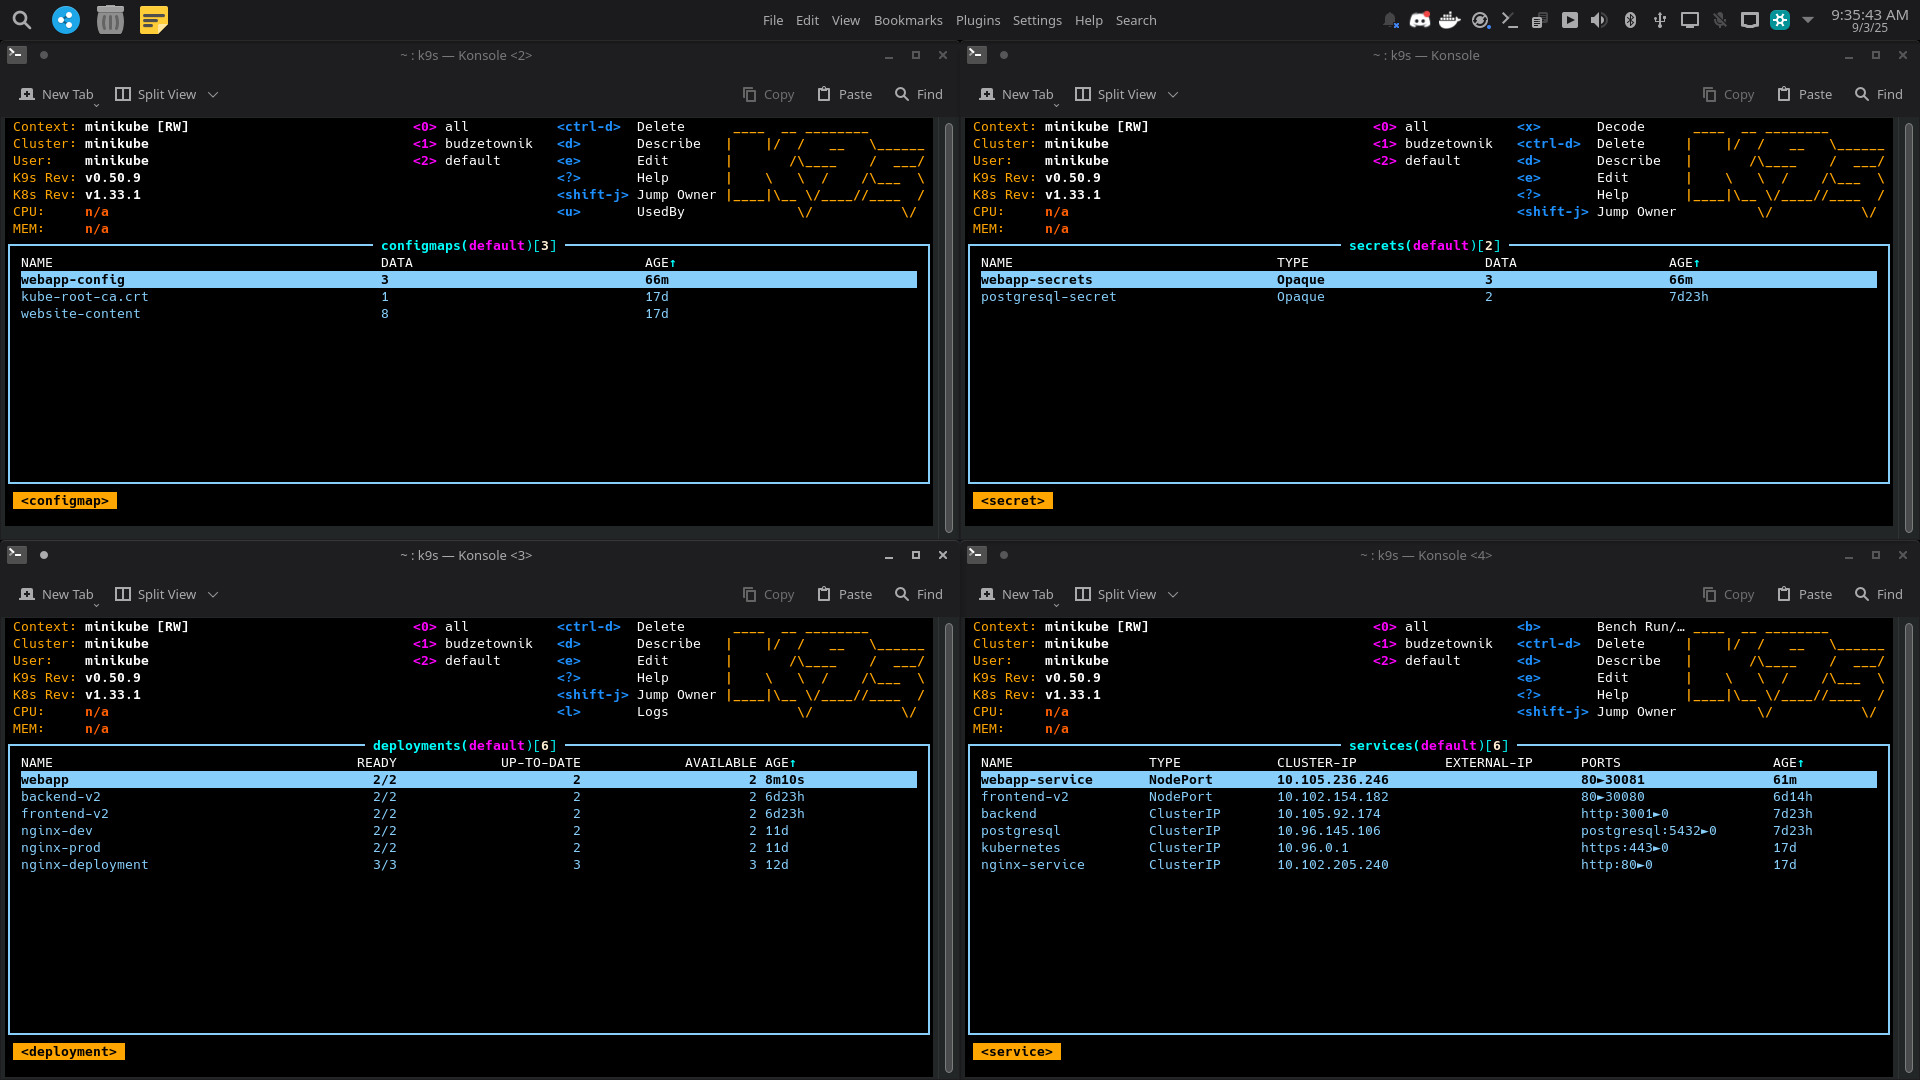 File Edit View Bookmarks Plugins Settings Help Search
9:35:43 AM
9/3/25
~ : k9s — Konsole <2>
New Tab Split View Copy Paste Find
Context: minikube [RW] <0> all <ctrl-d> Delete
Cluster: minikube <1> budzetownik <d> Describe
User: minikube <2> default <e> Edit
K9s Rev: v0.50.9 <?> Help
K8s Rev: v1.33.1 <shift-j> Jump Owner
CPU: n/a <u> UsedBy
MEM: n/a
configmaps(default)[3]
NAME DATA AGE↑
webapp-config 3 66m
kube-root-ca.crt 1 17d
website-content 8 17d
<configmap>
~ : k9s — Konsole
New Tab Split View Copy Paste Find
Context: minikube [RW] <0> all <x> Decode
Cluster: minikube <1> budzetownik <ctrl-d> Delete
User: minikube <2> default <d> Describe
K9s Rev: v0.50.9 <e> Edit
K8s Rev: v1.33.1 <?> Help
CPU: n/a <shift-j> Jump Owner
MEM: n/a
secrets(default)[2]
NAME TYPE DATA AGE↑
webapp-secrets Opaque 3 66m
postgresql-secret Opaque 2 7d23h
<secret>
~ : k9s — Konsole <3>
New Tab Split View Copy Paste Find
Context: minikube [RW] <0> all <ctrl-d> Delete
Cluster: minikube <1> budzetownik <d> Describe
User: minikube <2> default <e> Edit
K9s Rev: v0.50.9 <?> Help
K8s Rev: v1.33.1 <shift-j> Jump Owner
CPU: n/a <l> Logs
MEM: n/a
deployments(default)[6]
NAME READY UP-TO-DATE AVAILABLE AGE↑
webapp 2/2 2 2 8m10s
backend-v2 2/2 2 2 6d23h
frontend-v2 2/2 2 2 6d23h
nginx-dev 2/2 2 2 11d
nginx-prod 2/2 2 2 11d
nginx-deployment 3/3 3 3 12d
<deployment>
~ : k9s — Konsole <4>
New Tab Split View Copy Paste Find
Context: minikube [RW] <0> all <b> Bench Run/…
Cluster: minikube <1> budzetownik <ctrl-d> Delete
User: minikube <2> default <d> Describe
K9s Rev: v0.50.9 <e> Edit
K8s Rev: v1.33.1 <?> Help
CPU: n/a <shift-j> Jump Owner
MEM: n/a
services(default)[6]
NAME TYPE CLUSTER-IP EXTERNAL-IP PORTS AGE↑
webapp-service NodePort 10.105.236.246 80►30081 61m
frontend-v2 NodePort 10.102.154.182 80►30080 6d14h
backend ClusterIP 10.105.92.174 http:3001►0 7d23h
postgresql ClusterIP 10.96.145.106 postgresql:5432►0 7d23h
kubernetes ClusterIP 10.96.0.1 https:443►0 17d
nginx-service ClusterIP 10.102.205.240 http:80►0 17d
<service>